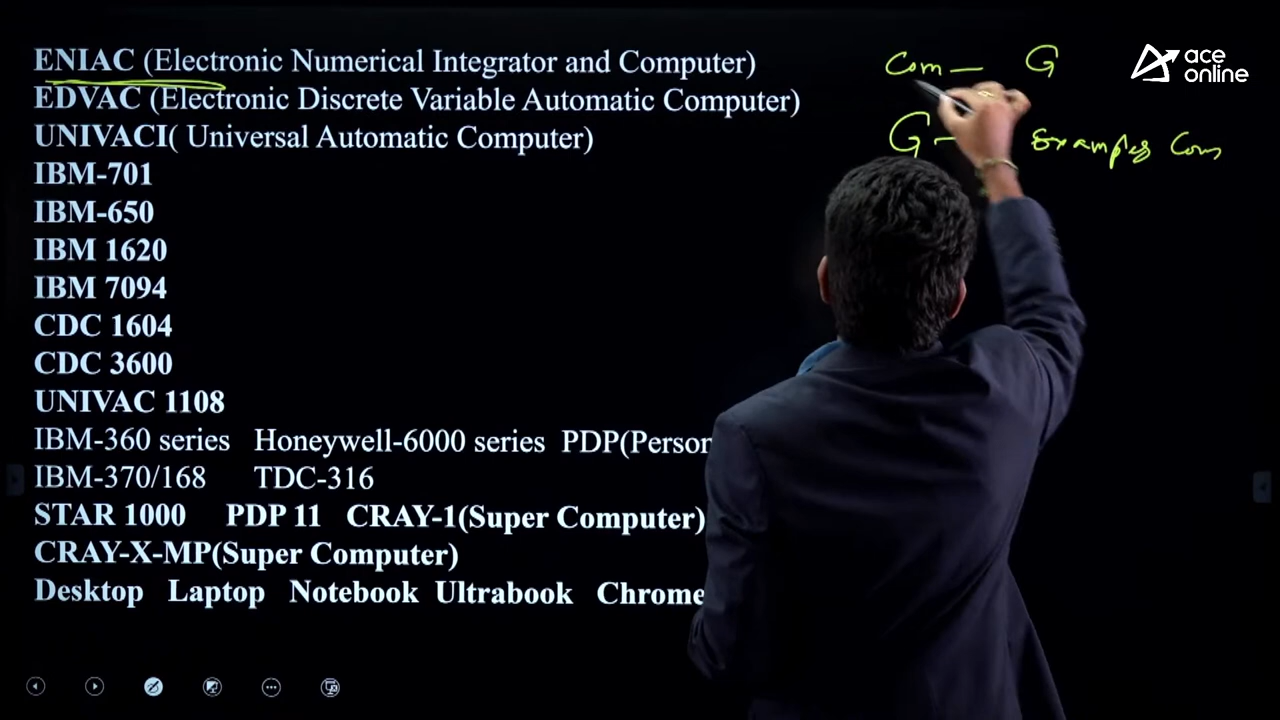 ENIAC (Electronic Numerical Integrator and Computer)
EDVAC (Electronic Discrete Variable Automatic Computer)
UNIVACI( Universal Automatic Computer)
IBM-701
IBM-650
IBM 1620
IBM 7094
CDC 1604
CDC 3600
UNIVAC 1108
IBM-360 series Honeywell-6000 series PDP(Person
IBM-370/168 TDC-316
STAR 1000 PDP 11 CRAY-1(Super Computer)
CRAY-X-MP(Super Computer)
Desktop Laptop Notebook Ultrabook Chrome
Com — G
G — Examples Com
ace
online